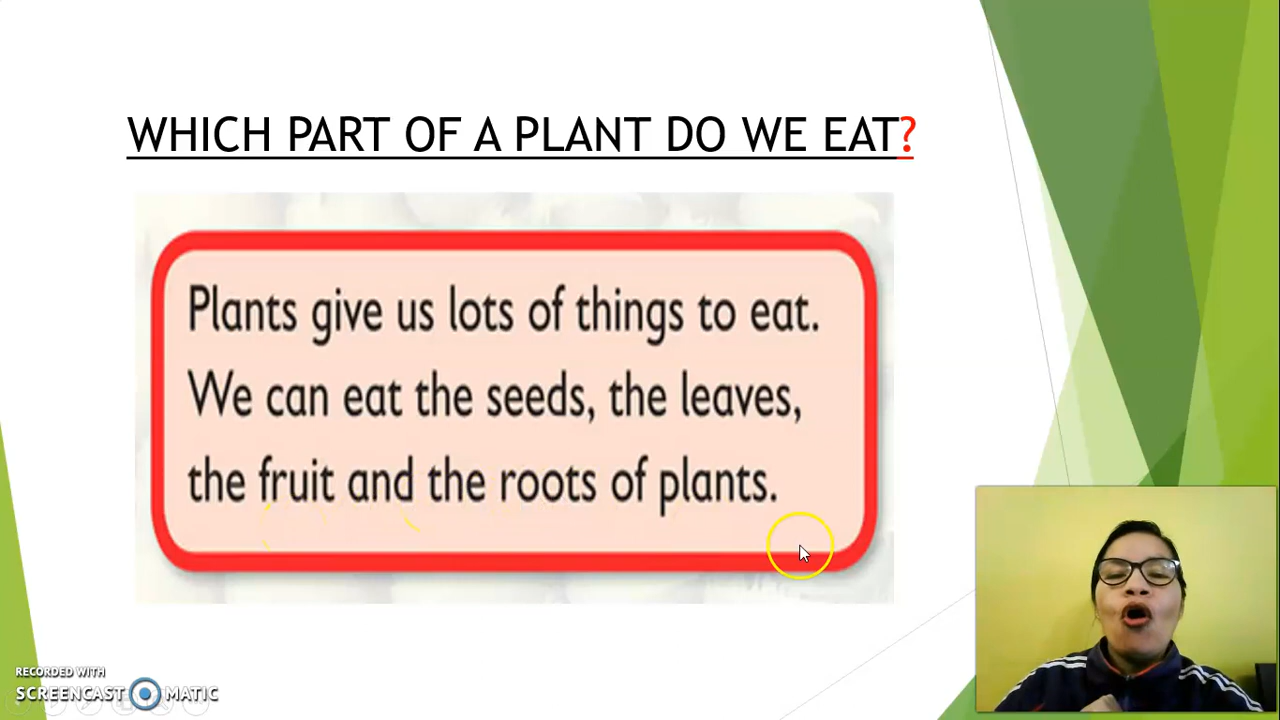 WHICH PART OF A PLANT DO WE EAT?
Plants give us lots of things to eat.
We can eat the seeds, the leaves,
the fruit and the roots of plants.
RECORDED WITH
SCREENCAST MATIC